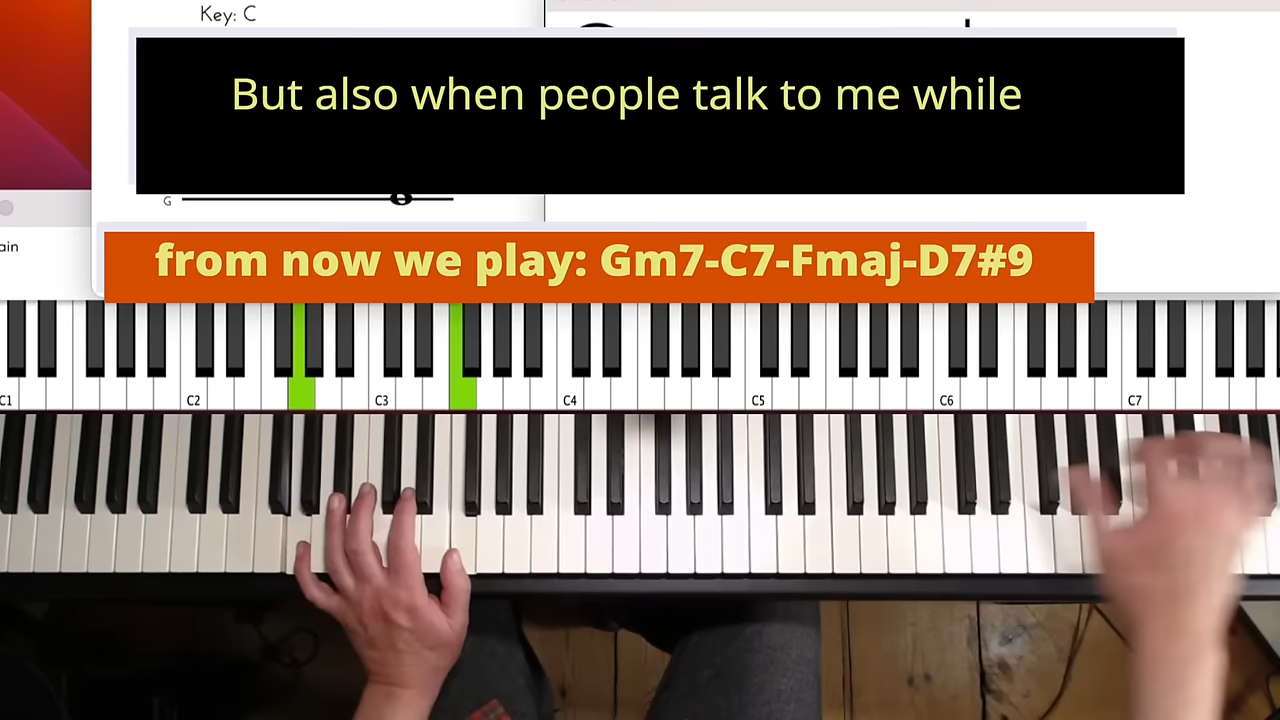 Key: C
But also when people talk to me while
G
ain
from now we play: Gm7-C7-Fmaj-D7#9
C1 C2 C3 C4 C5 C6 C7